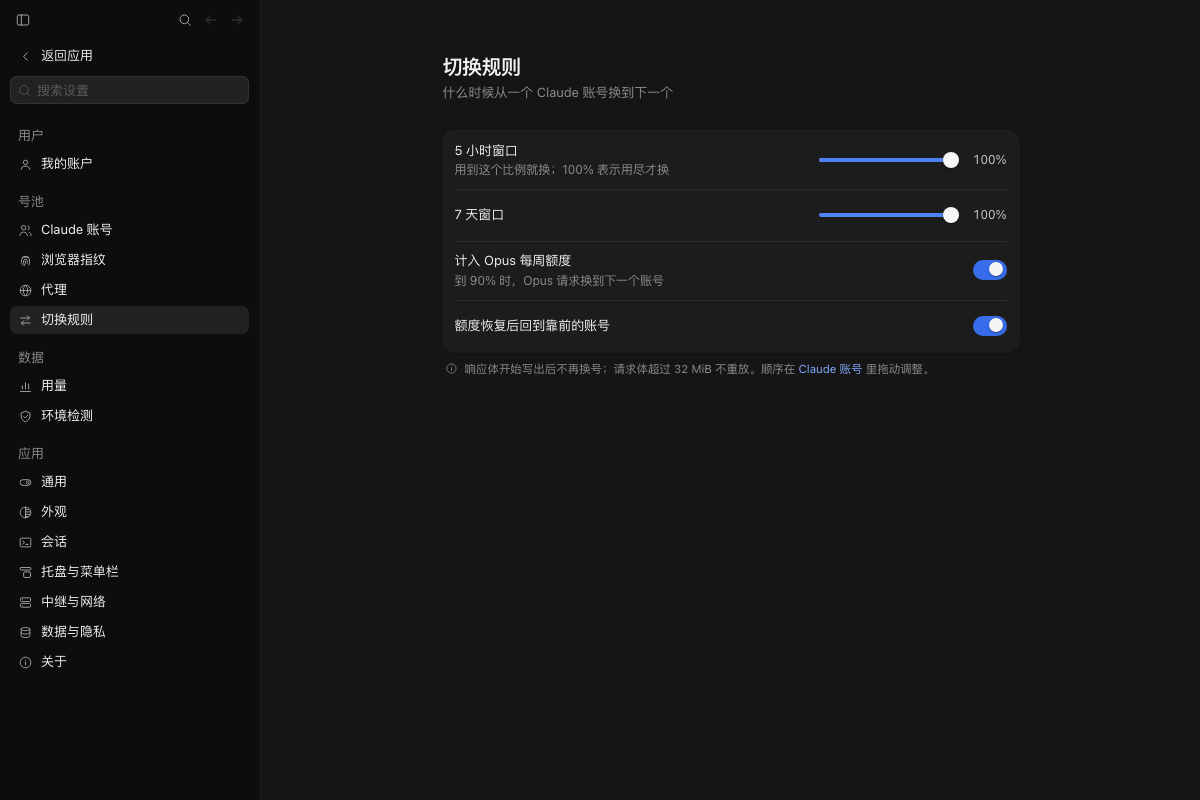 返回应用
搜索设置
用户
我的账户
号池
Claude 账号
浏览器指纹
代理
切换规则
数据
用量
环境检测
应用
通用
外观
会话
托盘与菜单栏
中继与网络
数据与隐私
关于
切换规则
什么时候从一个 Claude 账号换到下一个
5 小时窗口
用到这个比例就换；100% 表示用尽才换
100%
7 天窗口
100%
计入 Opus 每周额度
到 90% 时，Opus 请求换到下一个账号
额度恢复后回到靠前的账号
响应体开始写出后不再换号；请求体超过 32 MiB 不重放。顺序在 Claude 账号 里拖动调整。